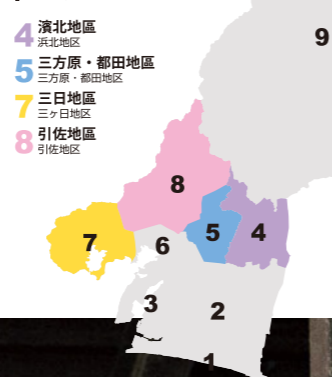 4 濱北地區
浜北地区
5 三方原・都田地區
三方原・都田地区
7 三日地區
三ヶ日地区
8 引佐地區
引佐地区
9
8
7
6
5
4
3
2
1